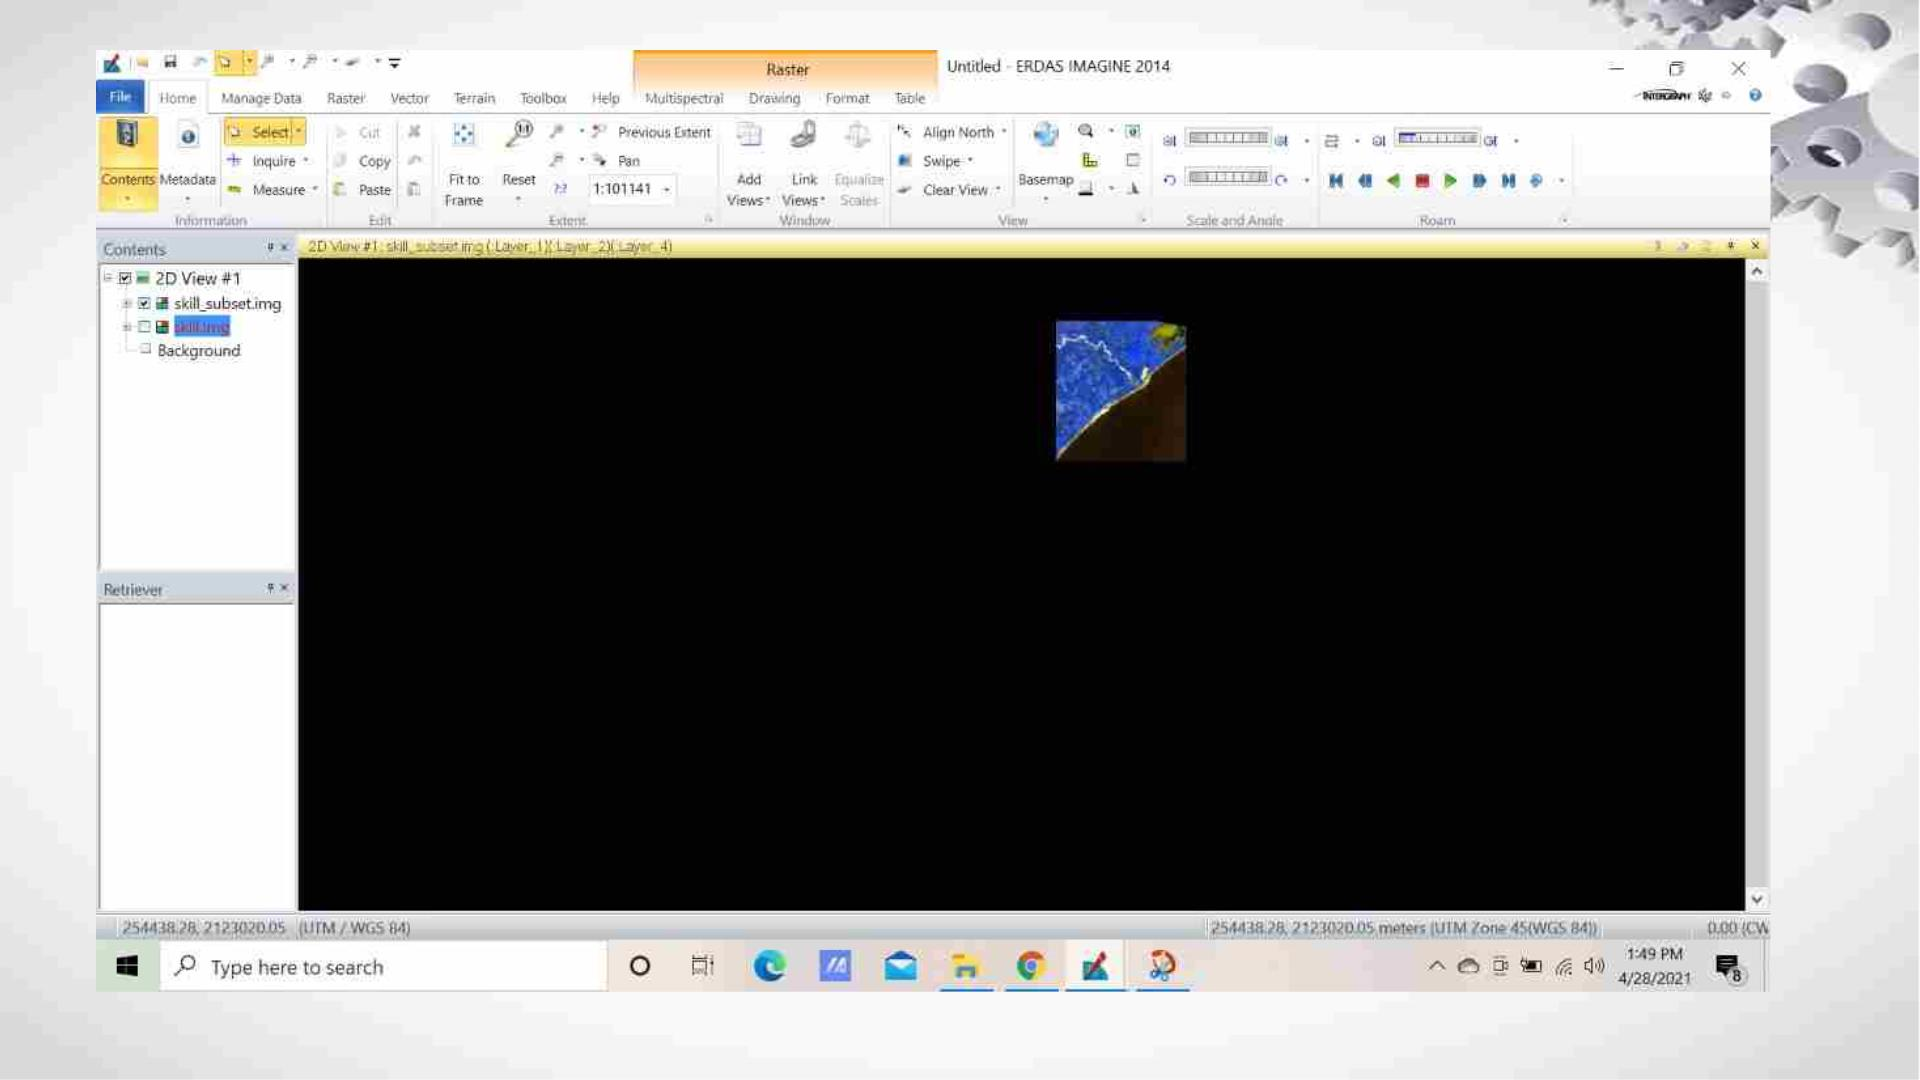 Raster
Untitled - ERDAS IMAGINE 2014
File Home Manage Data Raster Vector Terrain Toolbox Help Multispectral Drawing Format Table
INTERGRAPH
Select Cut Previous Extent Align North
Inquire Copy Pan Swipe
Contents Metadata Measure Paste Fit to Frame Reset 1:101141 Add Views Link Views Equalize Scales Clear View Basemap
Information Edit Extent Window View Scale and Angle Roam
Contents
2D View #1: skill_subset.img (:Layer_1)(:Layer_2)(:Layer_4)
2D View #1
skill_subset.img
skill.img
Background
Retriever
254438.28, 2123020.05 (UTM / WGS 84)
254438.28, 2123020.05 meters (UTM Zone 45(WGS 84))
0.00 (CW
Type here to search
1:49 PM
4/28/2021
8